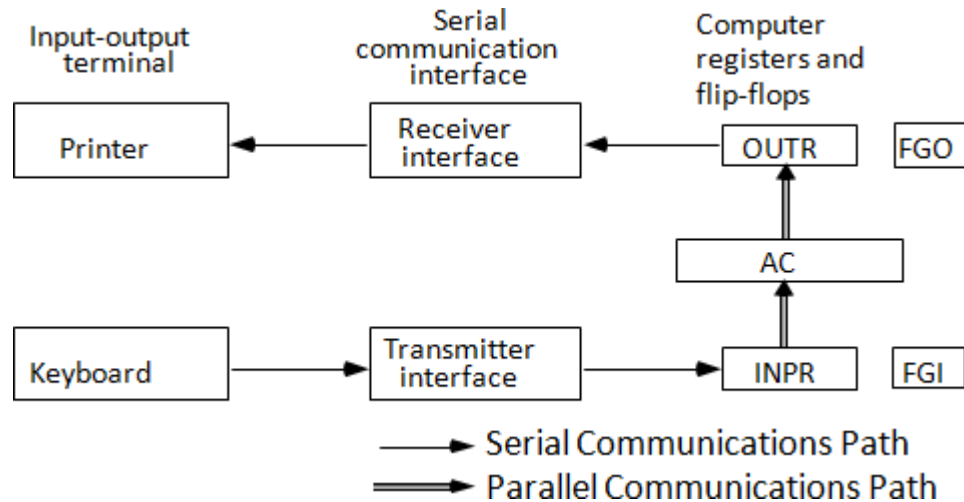 Input-output
terminal
Serial
communication
interface
Computer
registers and
flip-flops
Printer
Receiver
interface
OUTR
FGO
AC
Keyboard
Transmitter
interface
INPR
FGI
Serial Communications Path
Parallel Communications Path